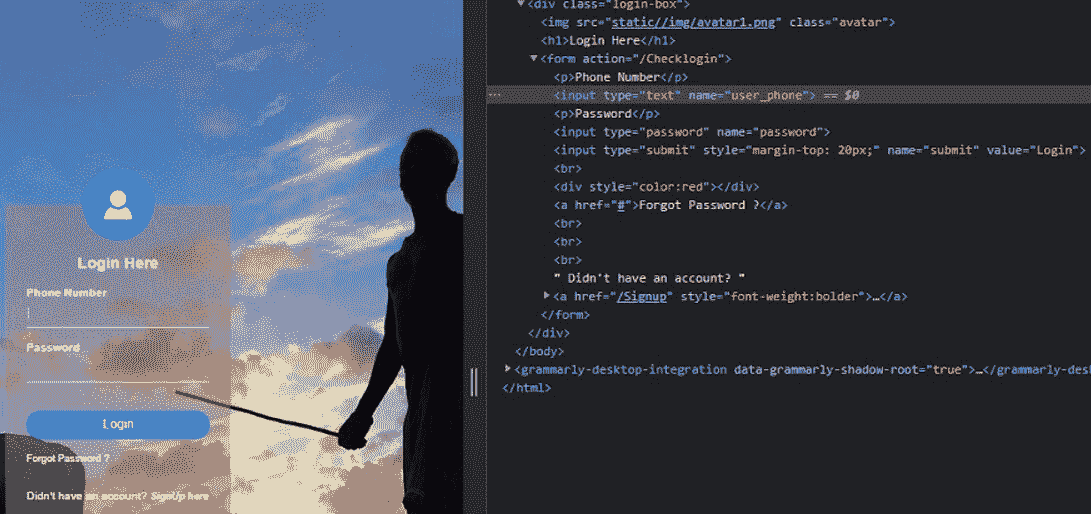 Login Here
Phone Number
Password
Login
Forgot Password ?
Didn't have an account? SignUp here
▼<div class="login-box">
<img src="static//img/avatar1.png" class="avatar">
<h1>Login Here</h1>
▼<form action="/Checklogin">
<p>Phone Number</p>
... <input type="text" name="user_phone"> == $0
<p>Password</p>
<input type="password" name="password">
<input type="submit" style="margin-top: 20px;" name="submit" value="Login">
<br>
<div style="color:red"></div>
<a href="#">Forgot Password ?</a>
<br>
<br>
<br>
" Didn't have an account? "
▶<a href="/Signup" style="font-weight:bolder">…</a>
</form>
</div>
</body>
▶<grammarly-desktop-integration data-grammarly-shadow-root="true">…</grammarly-des
</html>